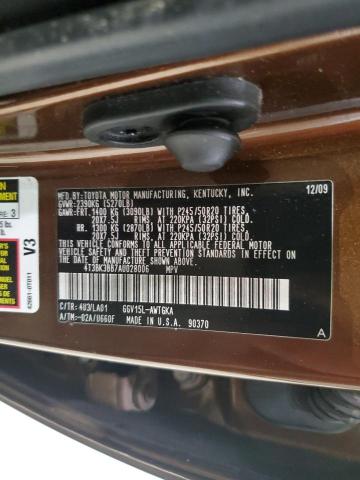 MFD.BY:TOYOTA MOTOR MANUFACTURING, KENTUCKY, INC. 12/09
GVWR:2390KG (5270LB)
GAWR:FRT.1400 KG (3090LB) WITH P245/50R20 TIRES,
20X7.5J RIMS, AT 220KPA (32PSI) COLD.
RR. 1300 KG (2870LB) WITH P245/50R20 TIRES,
20X7.5J RIMS, AT 220KPA (32PSI) COLD.
THIS VEHICLE CONFORMS TO ALL APPLICABLE FEDERAL
MOTOR VEHICLE SAFETY STANDARDS IN EFFECT ON THE DATE
OF MANUFACTURE SHOWN ABOVE.
4T3BK3BB7AU028006 MPV
C/TR:4U3/LA01 GGV15L-AWTGKA
A/TM:-02A/U660F MADE IN U.S.A. 90370
A
V3
3